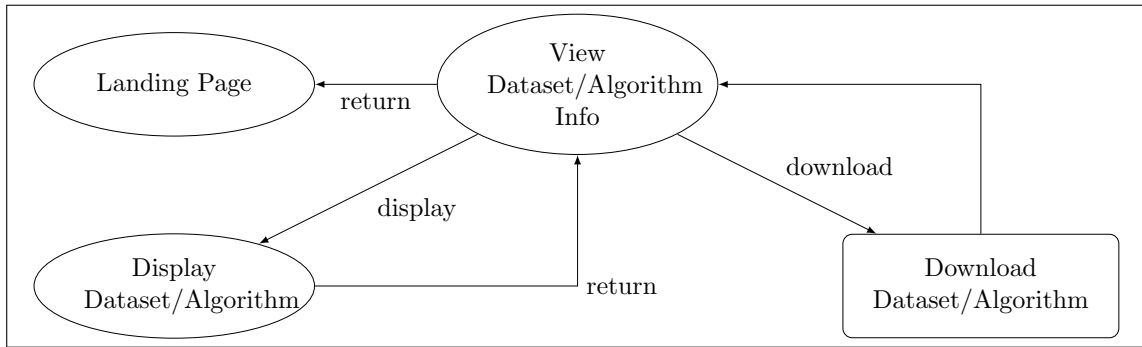 Landing Page
View
Dataset/Algorithm
Info
return
download
display
Display
Dataset/Algorithm
return
Download
Dataset/Algorithm